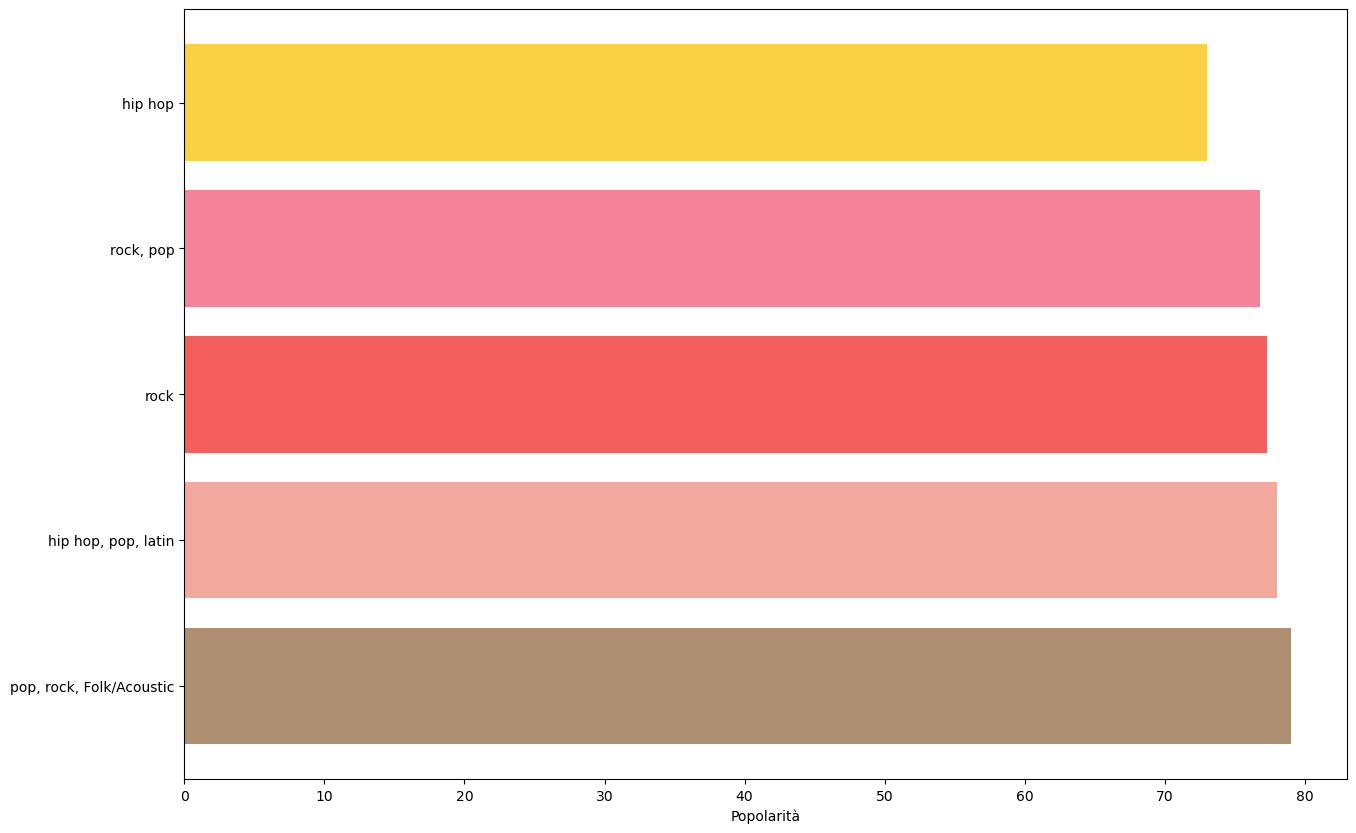 hip hop
rock, pop
rock
hip hop, pop, latin
pop, rock, Folk/Acoustic
0 10 20 30 40 50 60 70 80
Popolarità